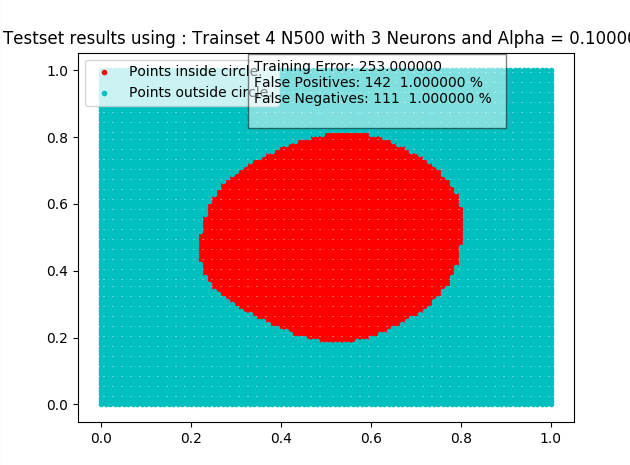 Testset results using : Trainset 4 N500 with 3 Neurons and Alpha = 0.1000
Points inside circle
Points outside circle
Training Error: 253.000000
False Positives: 142 1.000000 %
False Negatives: 111 1.000000 %
1.0
0.8
0.6
0.4
0.2
0.0
0.0
0.2
0.4
0.6
0.8
1.0